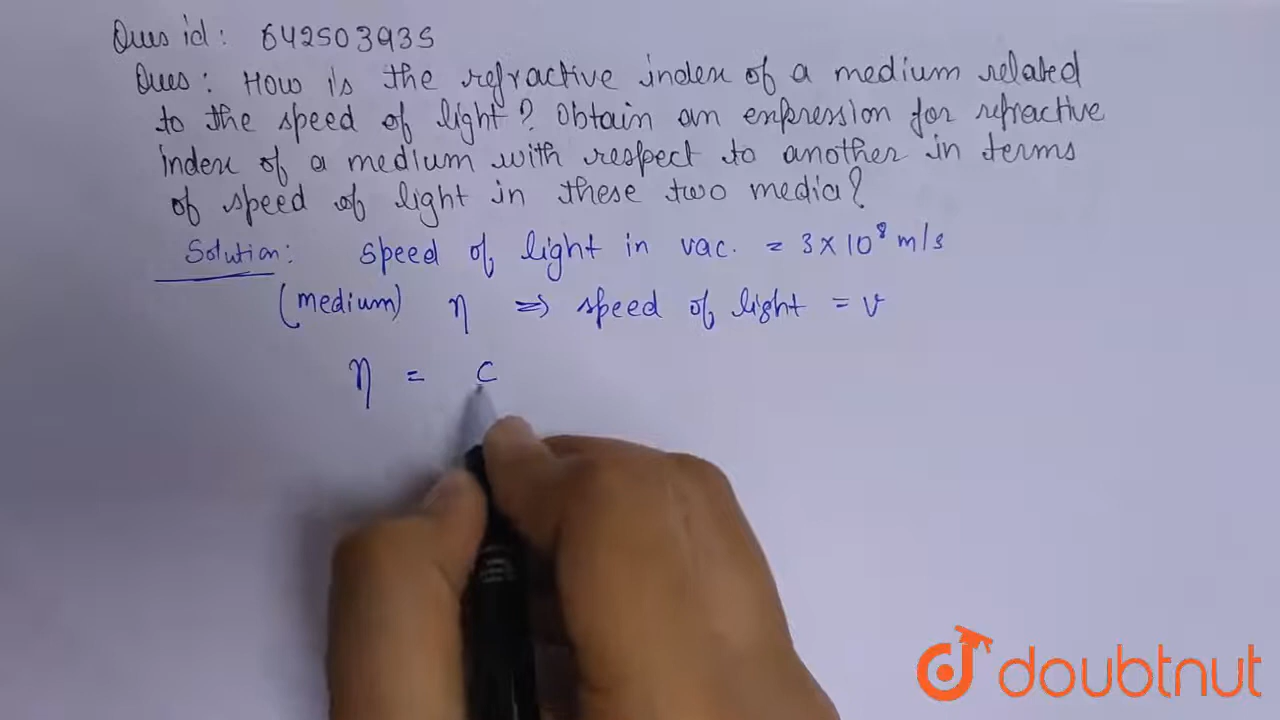 Ques id: 642503935
Ques: How is the refractive index of a medium related
to the speed of light? Obtain an expression for refractive
index of a medium with respect to another in terms
of speed of light in these two media?
Solution: speed of light in vac. = 3×10⁸ m/s
(medium) η ⇒ speed of light = v
η = c
doubtnut